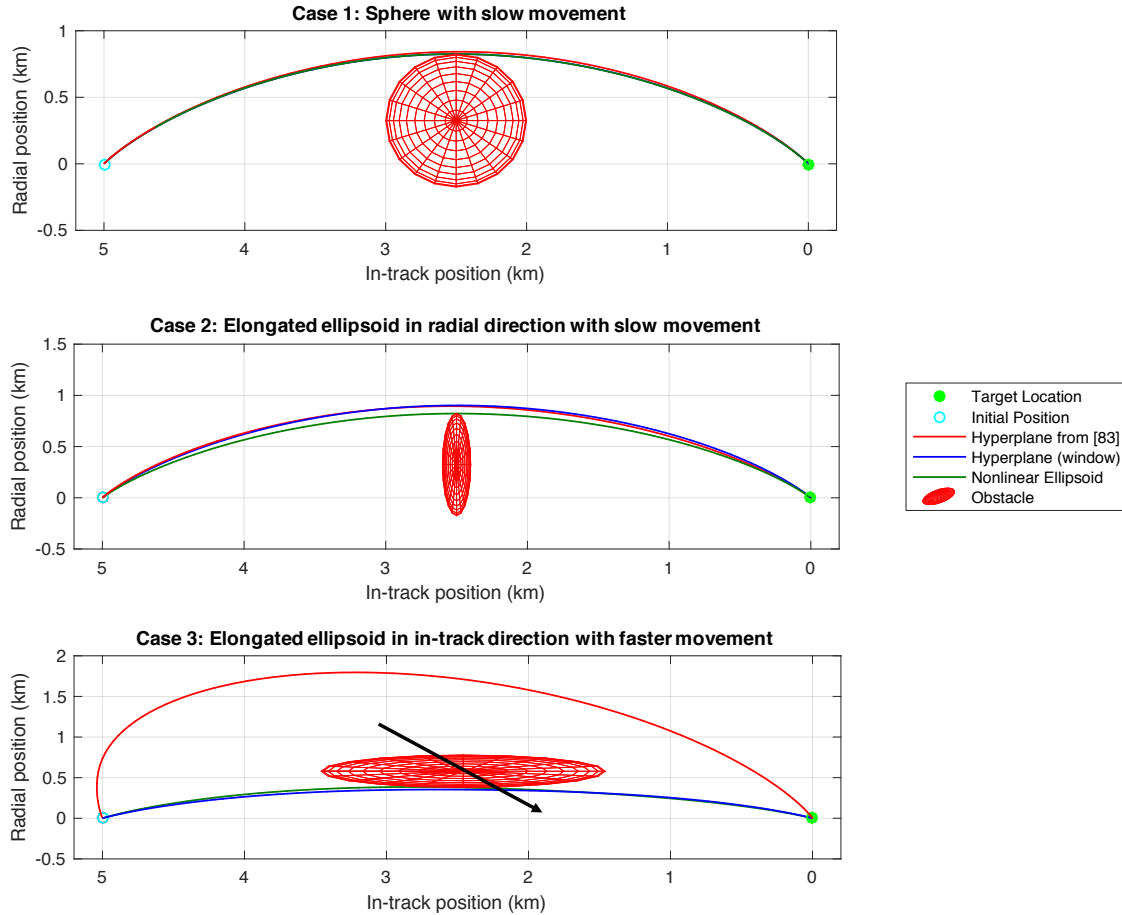 Case 1: Sphere with slow movement
Radial position (km)
1
0.5
0
-0.5
5
4
3
2
1
0
In-track position (km)
Case 2: Elongated ellipsoid in radial direction with slow movement
Radial position (km)
1.5
1
0.5
0
-0.5
5
4
3
2
1
0
In-track position (km)
Target Location
Initial Position
Hyperplane from [83]
Hyperplane (window)
Nonlinear Ellipsoid
Obstacle
Case 3: Elongated ellipsoid in in-track direction with faster movement
Radial position (km)
2
1.5
1
0.5
0
-0.5
5
4
3
2
1
0
In-track position (km)